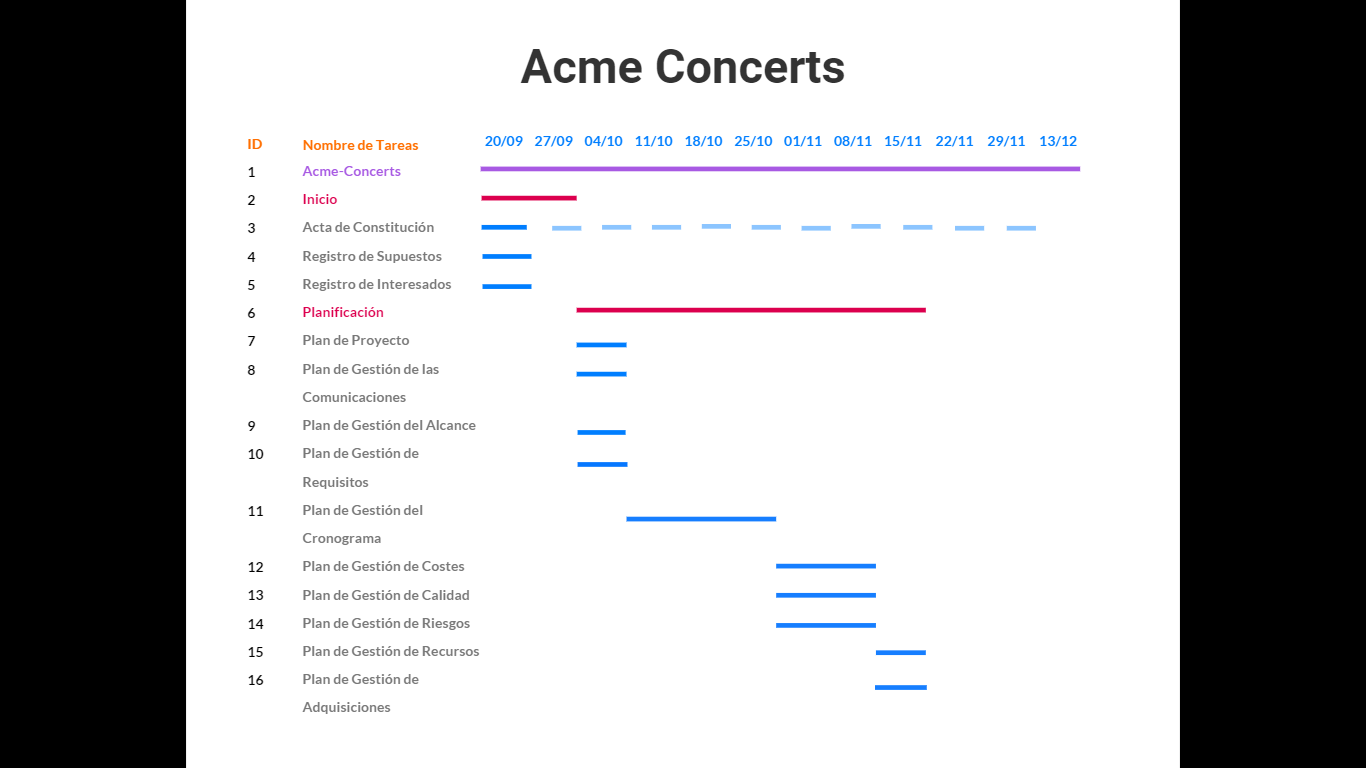 Acme Concerts
ID Nombre de Tareas 20/09 27/09 04/10 11/10 18/10 25/10 01/11 08/11 15/11 22/11 29/11 13/12
1 Acme-Concerts
2 Inicio
3 Acta de Constitución
4 Registro de Supuestos
5 Registro de Interesados
6 Planificación
7 Plan de Proyecto
8 Plan de Gestión de las
Comunicaciones
9 Plan de Gestión del Alcance
10 Plan de Gestión de
Requisitos
11 Plan de Gestión del
Cronograma
12 Plan de Gestión de Costes
13 Plan de Gestión de Calidad
14 Plan de Gestión de Riesgos
15 Plan de Gestión de Recursos
16 Plan de Gestión de
Adquisiciones